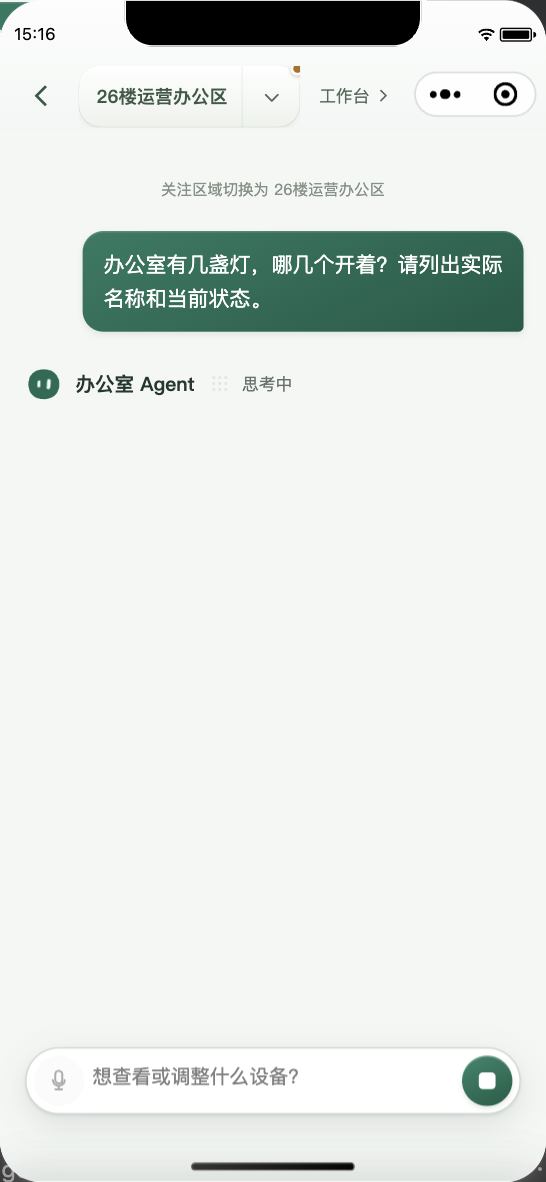 15:16
26楼运营办公区
工作台
关注区域切换为 26楼运营办公区
办公室有几盏灯，哪几个开着？请列出实际
名称和当前状态。
办公室 Agent 思考中
想查看或调整什么设备？